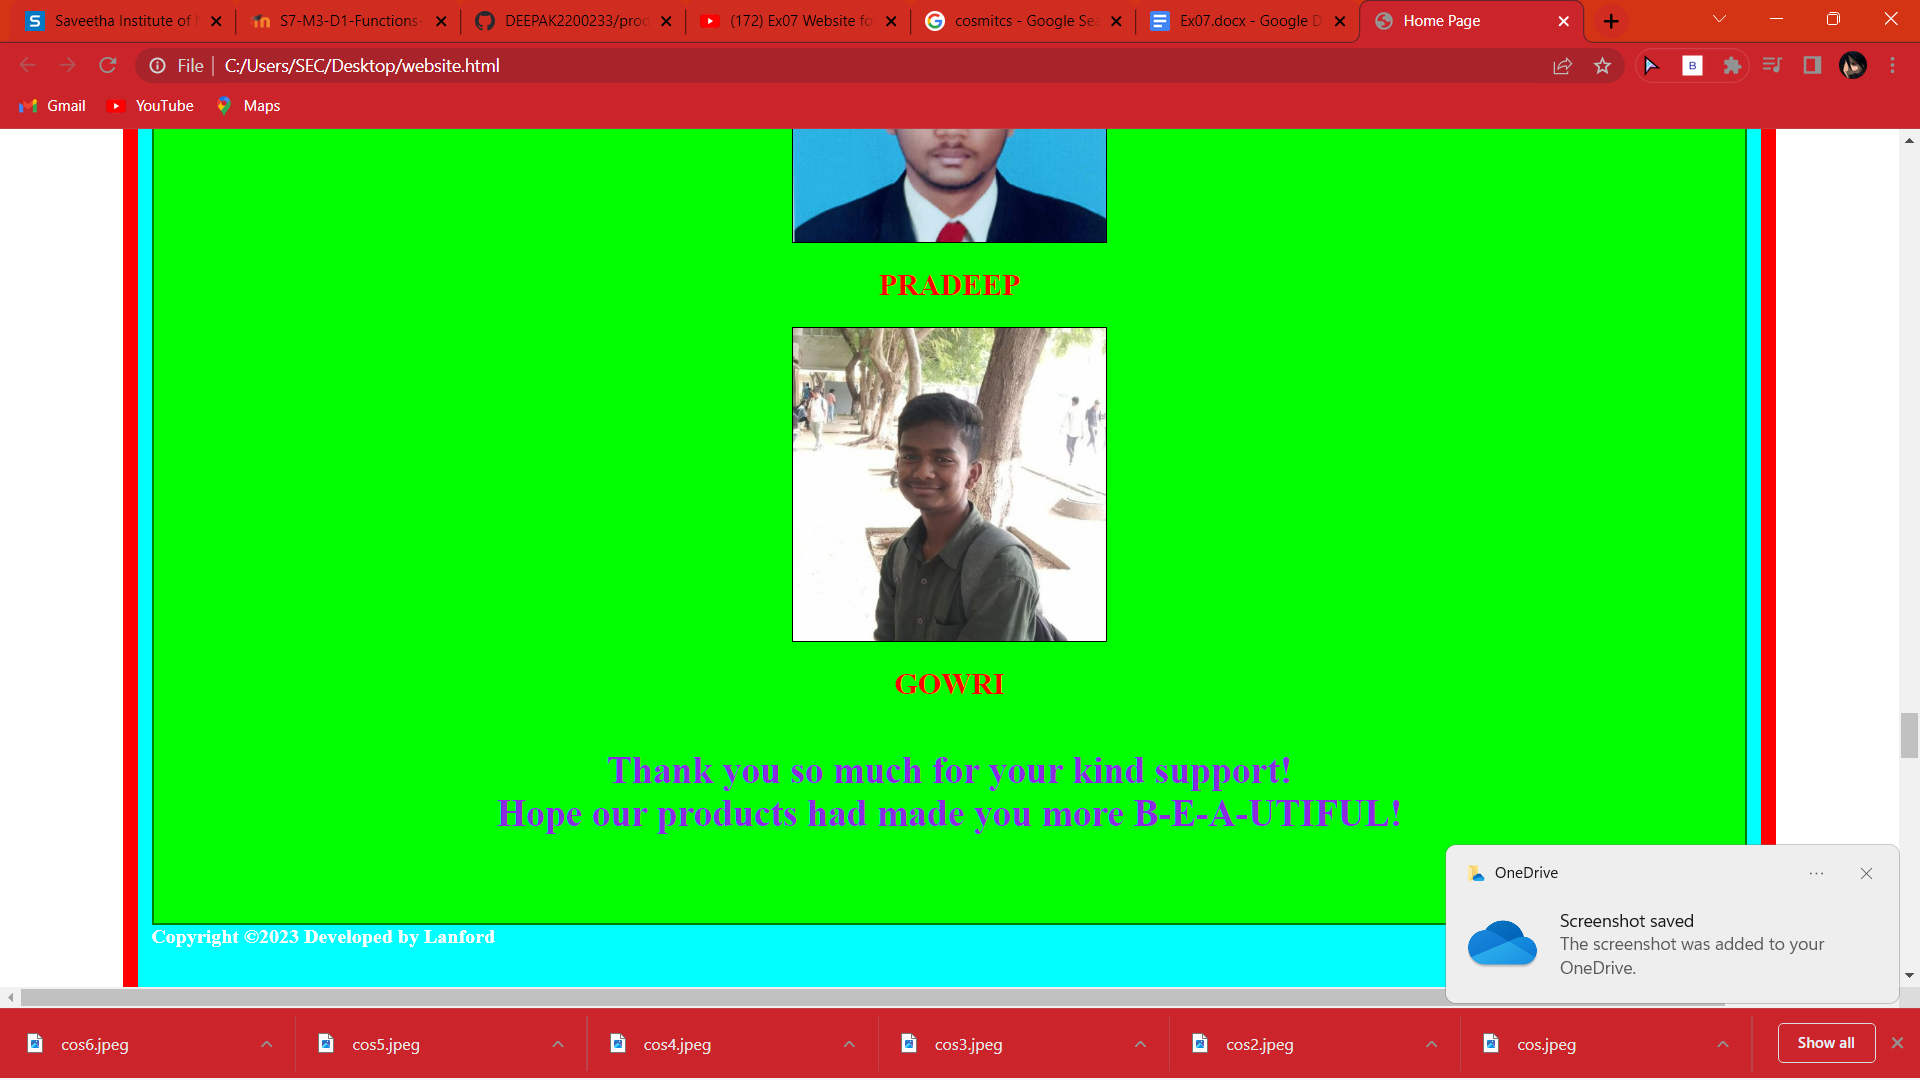 Saveetha Institute of
S7-M3-D1-Functions-
DEEPAK2200233/prod
(172) Ex07 Website fo
cosmitcs - Google Sea
Ex07.docx - Google D
Home Page
File
C:/Users/SEC/Desktop/website.html
B
Gmail
YouTube
Maps
PRADEEP
GOWRI
Thank you so much for your kind support!
Hope our products had made you more B-E-A-UTIFUL!
Copyright ©2023 Developed by Lanford
OneDrive
Screenshot saved
The screenshot was added to your
OneDrive.
cos6.jpeg
cos5.jpeg
cos4.jpeg
cos3.jpeg
cos2.jpeg
cos.jpeg
Show all